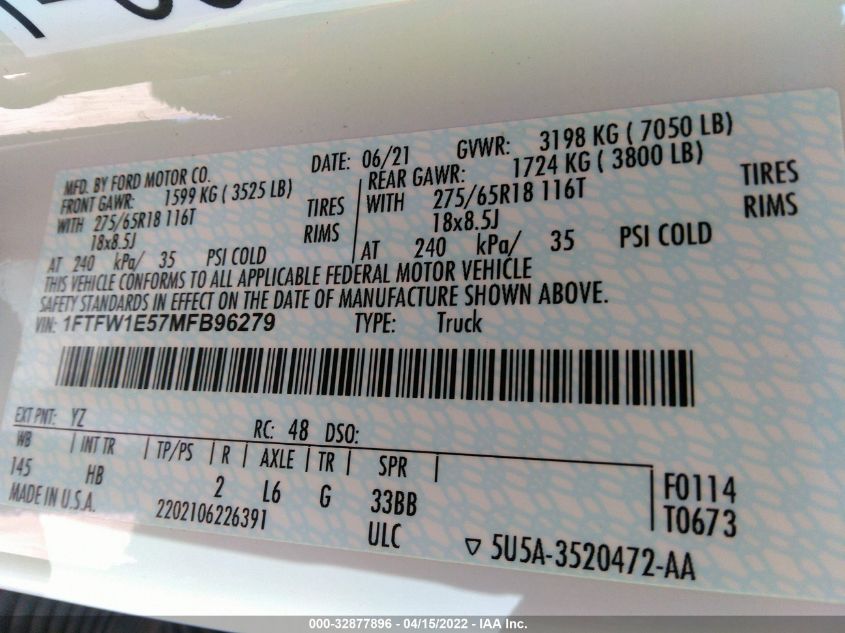 MFD. BY FORD MOTOR CO. DATE: 06/21 GVWR: 3198 KG ( 7050 LB)
FRONT GAWR: 1599 KG ( 3525 LB) REAR GAWR: 1724 KG ( 3800 LB)
WITH 275/65R18 116T TIRES WITH 275/65R18 116T TIRES
18x8.5J RIMS 18x8.5J RIMS
AT 240 kPa/ 35 PSI COLD AT 240 kPa/ 35 PSI COLD
THIS VEHICLE CONFORMS TO ALL APPLICABLE FEDERAL MOTOR VEHICLE
SAFETY STANDARDS IN EFFECT ON THE DATE OF MANUFACTURE SHOWN ABOVE.
VIN: 1FTFW1E57MFB96279 TYPE: Truck
EXT PNT: YZ RC: 48 DSO:
WB INT TR TP/PS R AXLE TR SPR
145 HB 2 L6 G 33BB F0114
MADE IN U.S.A. 2202106226391 ULC T0673
5U5A-3520472-AA
000-32877896 - 04/15/2022 - IAA Inc.